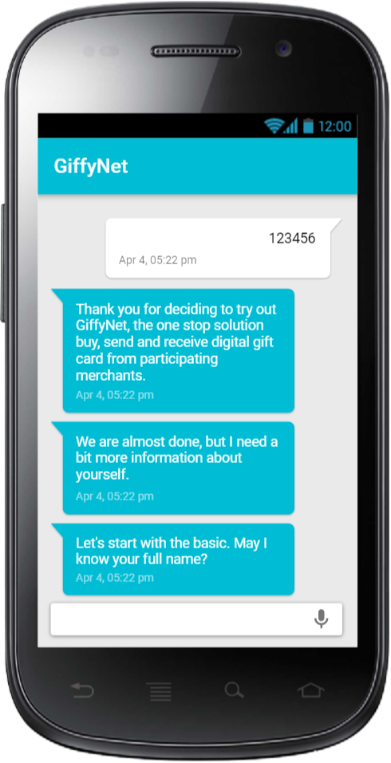 12:00
GiffyNet
123456
Apr 4, 05:22 pm
Thank you for deciding to try out
GiffyNet, the one stop solution
buy, send and receive digital gift
card from participating
merchants.
Apr 4, 05:22 pm
We are almost done, but I need a
bit more information about
yourself.
Apr 4, 05:22 pm
Let's start with the basic. May I
know your full name?
Apr 4, 05:22 pm